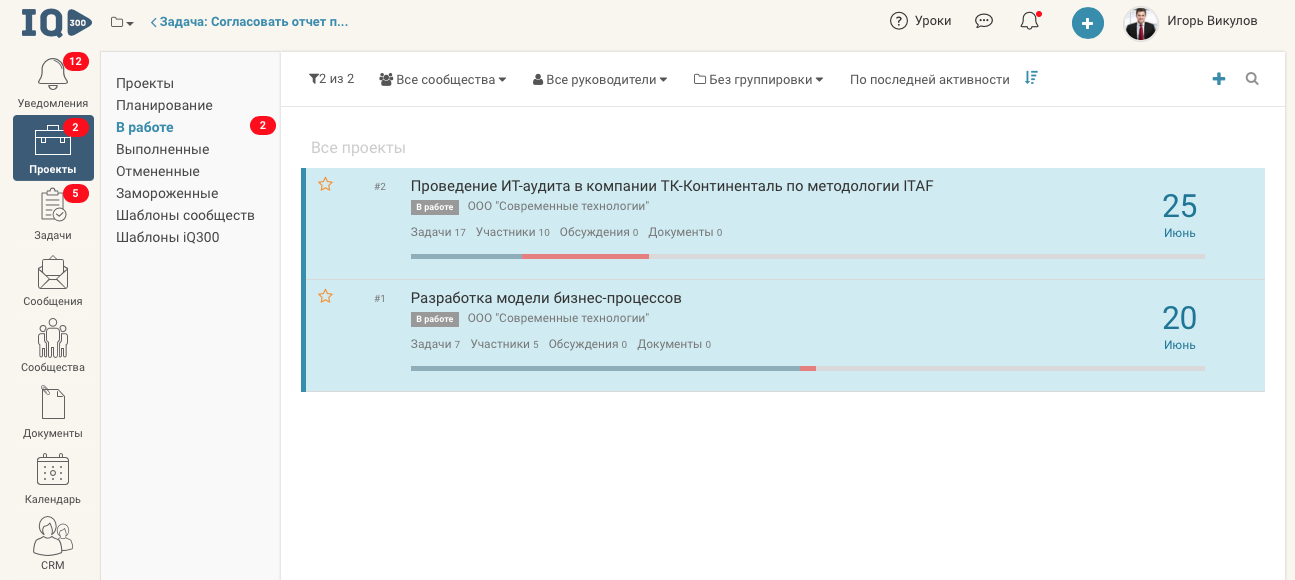 IQ300
Задача: Согласовать отчет п...
Уроки
Игорь Викулов
12
Уведомления
2
Проекты
5
Задачи
Сообщения
Сообщества
Документы
Календарь
CRM
Проекты
Планирование
В работе 2
Выполненные
Отмененные
Замороженные
Шаблоны сообществ
Шаблоны iQ300
2 из 2 Все сообщества Все руководители Без группировки По последней активности
Все проекты
#2 Проведение ИТ-аудита в компании ТК-Континенталь по методологии ITAF
В работе ООО "Современные технологии"
Задачи 17 Участники 10 Обсуждения 0 Документы 0
25
Июнь
#1 Разработка модели бизнес-процессов
В работе ООО "Современные технологии"
Задачи 7 Участники 5 Обсуждения 0 Документы 0
20
Июнь